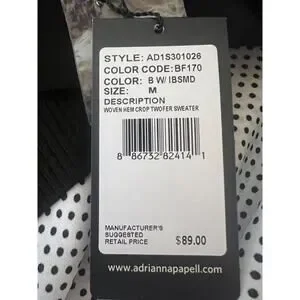 STYLE: AD1S301026
COLOR CODE: BF170
COLOR: B W/ IBSMD
SIZE: M
DESCRIPTION
WOVEN HEM CROP TWOFER SWEATER
8 86732 82414 1
MANUFACTURER'S
SUGGESTED
RETAIL PRICE $89.00
www.adriannapapell.com